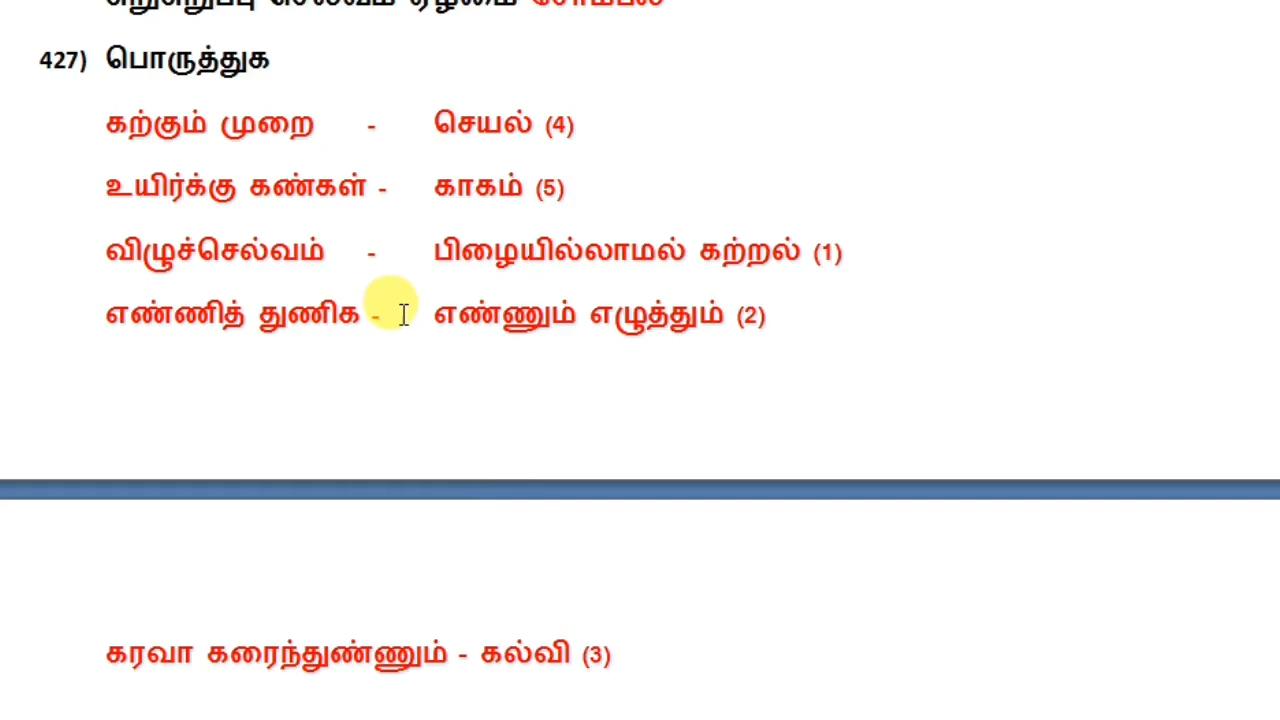 427) பொருத்துக
கற்கும் முறை - செயல் (4)
உயிர்க்கு கண்கள் - காகம் (5)
விழுச்செல்வம் - பிழையில்லாமல் கற்றல் (1)
எண்ணித் துணிக - எண்ணும் எழுத்தும் (2)
கரவா கரைந்துண்ணும் - கல்வி (3)